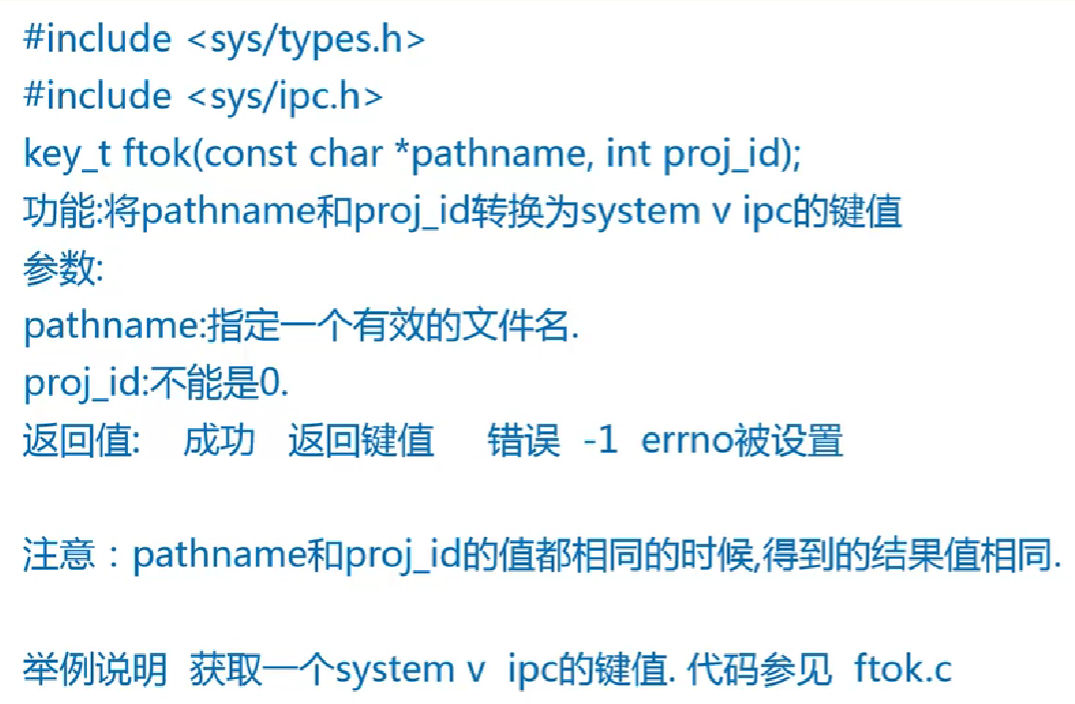 #include <sys/types.h>
#include <sys/ipc.h>
key_t ftok(const char *pathname, int proj_id);
功能:将pathname和proj_id转换为system v ipc的键值
参数:
pathname:指定一个有效的文件名.
proj_id:不能是0.
返回值: 成功 返回键值 错误 -1 errno被设置
注意：pathname和proj_id的值都相同的时候,得到的结果值相同.
举例说明 获取一个system v ipc的键值. 代码参见 ftok.c